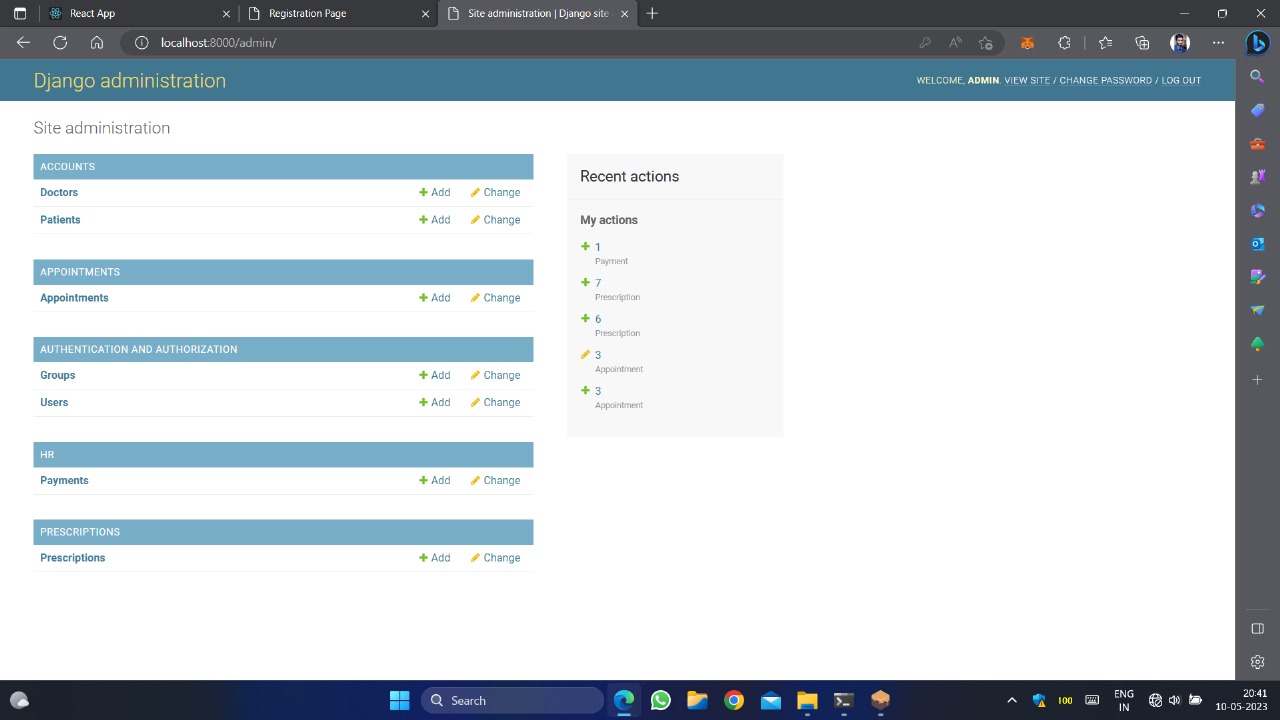 React App
Registration Page
Site administration | Django site
localhost:8000/admin/
Django administration
WELCOME, ADMIN. VIEW SITE / CHANGE PASSWORD / LOG OUT
Site administration
ACCOUNTS
Doctors Add Change
Patients Add Change
APPOINTMENTS
Appointments Add Change
AUTHENTICATION AND AUTHORIZATION
Groups Add Change
Users Add Change
HR
Payments Add Change
PRESCRIPTIONS
Prescriptions Add Change
Recent actions
My actions
1
Payment
7
Prescription
6
Prescription
3
Appointment
3
Appointment
Search
100
ENG
IN
20:41
10-05-2023